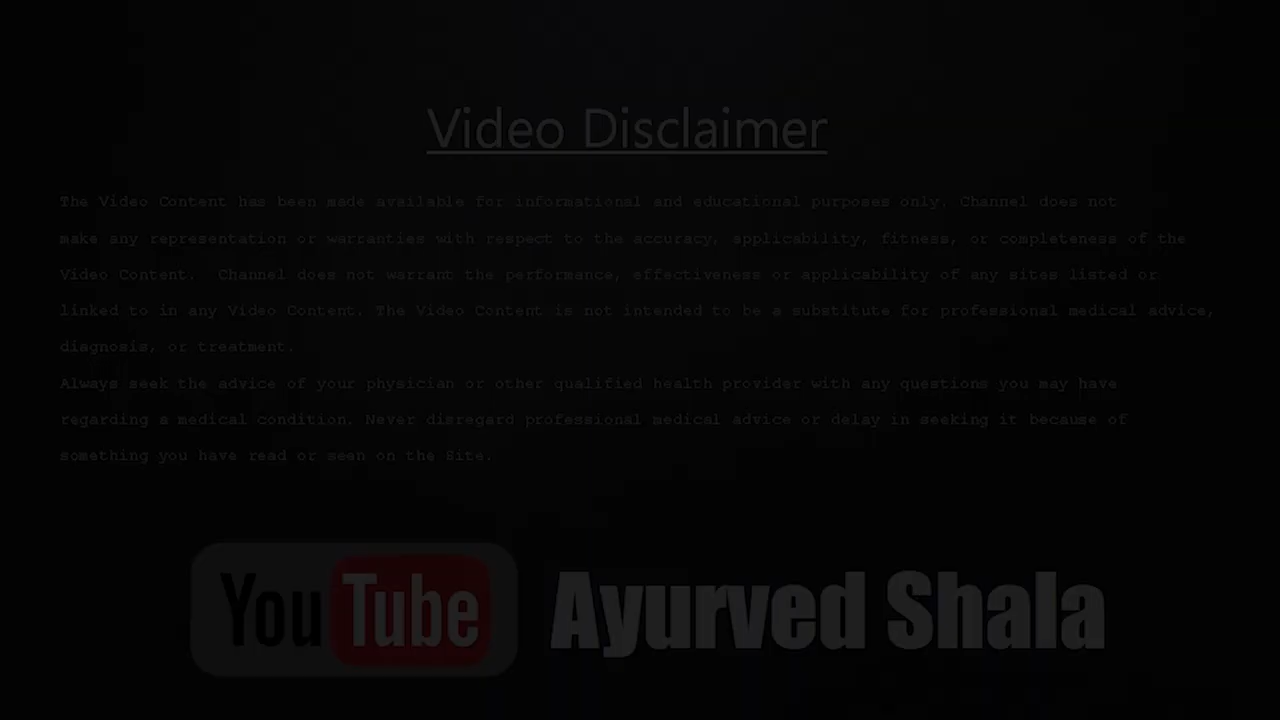 Video Disclaimer
The Video Content has been made available for informational and educational purposes only. Channel does not
make any representation or warranties with respect to the accuracy, applicability, fitness, or completeness of the
Video Content. Channel does not warrant the performance, effectiveness or applicability of any sites listed or
linked to in any Video Content. The Video Content is not intended to be a substitute for professional medical advice,
diagnosis, or treatment.
Always seek the advice of your physician or other qualified health provider with any questions you may have
regarding a medical condition. Never disregard professional medical advice or delay in seeking it because of
something you have read or seen on the Site.
YouTube Ayurved Shala